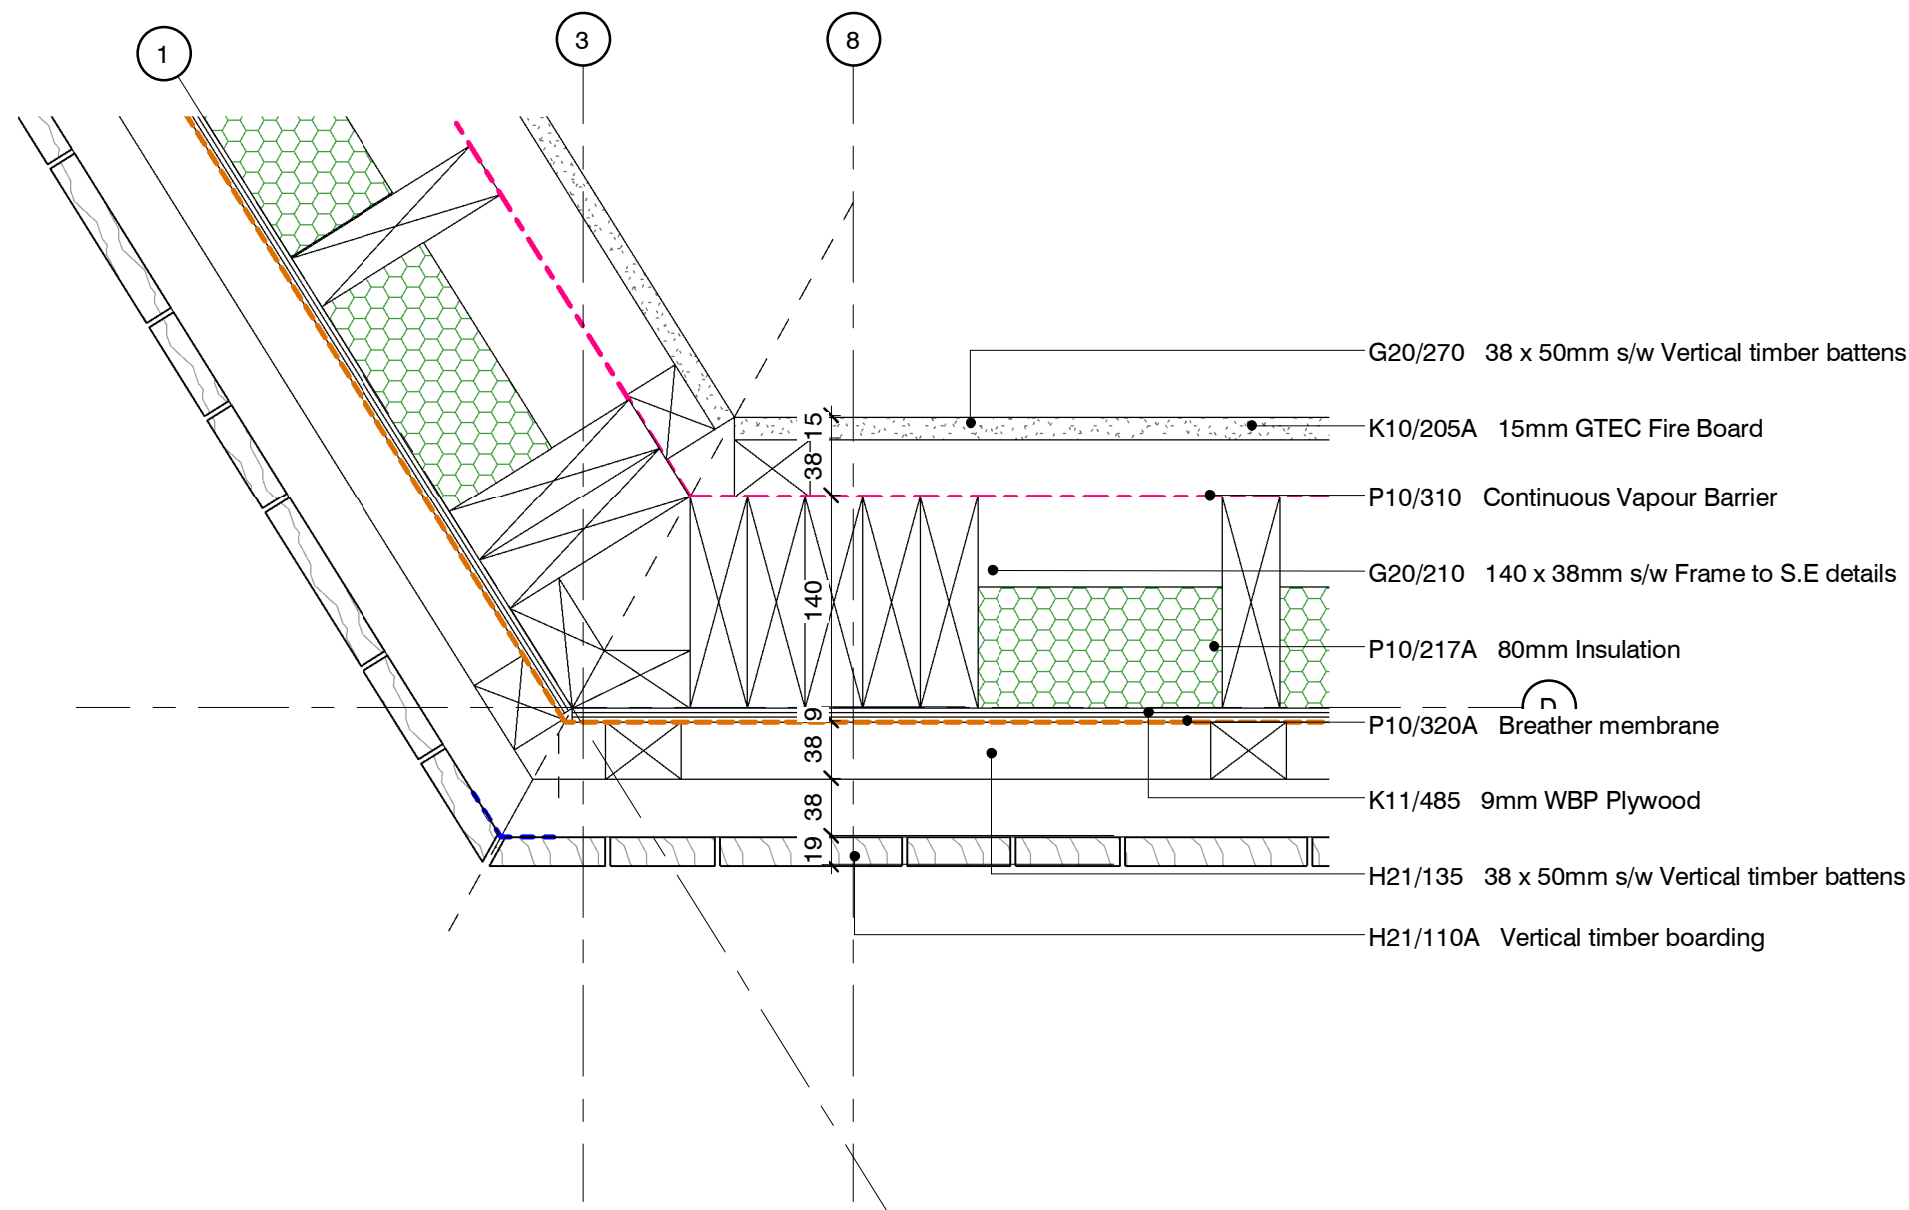 1
3
8
G20/270 38 x 50mm s/w Vertical timber battens
K10/205A 15mm GTEC Fire Board
P10/310 Continuous Vapour Barrier
G20/210 140 x 38mm s/w Frame to S.E details
P10/217A 80mm Insulation
D
P10/320A Breather membrane
K11/485 9mm WBP Plywood
H21/135 38 x 50mm s/w Vertical timber battens
H21/110A Vertical timber boarding
15
38
140
9
38
38
19